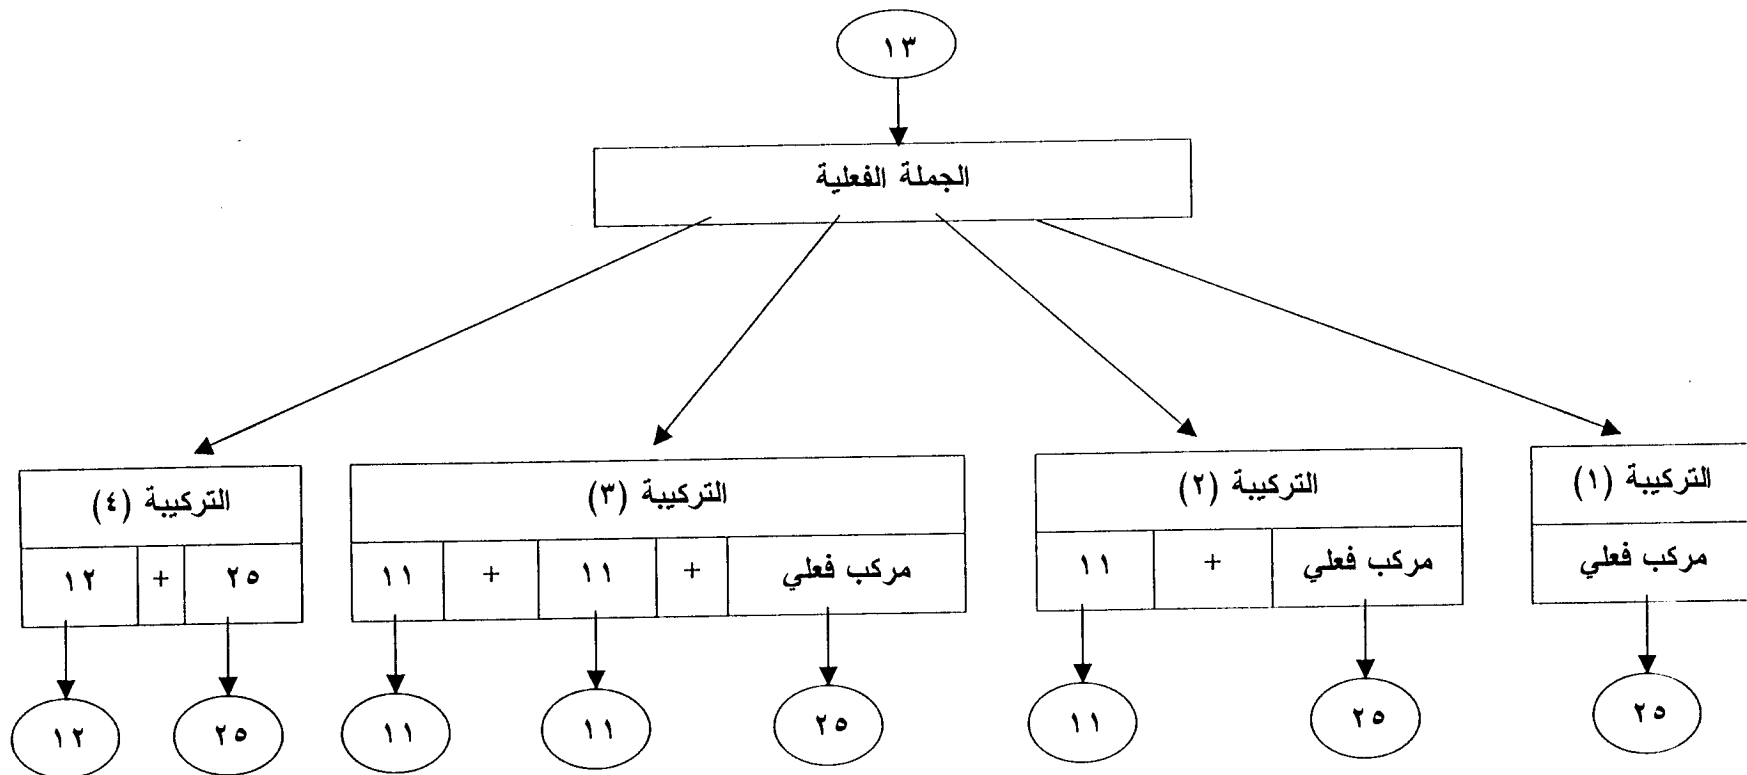 ١٣
الجملة الفعلية
التركيبة (١)
مركب فعلي
٢٥
التركيبة (٢)
مركب فعلي + ١١
٢٥ ١١
التركيبة (٣)
مركب فعلي + ١١ + ١١
٢٥ ١١ ١١
التركيبة (٤)
٢٥ + ١٢
٢٥ ١٢